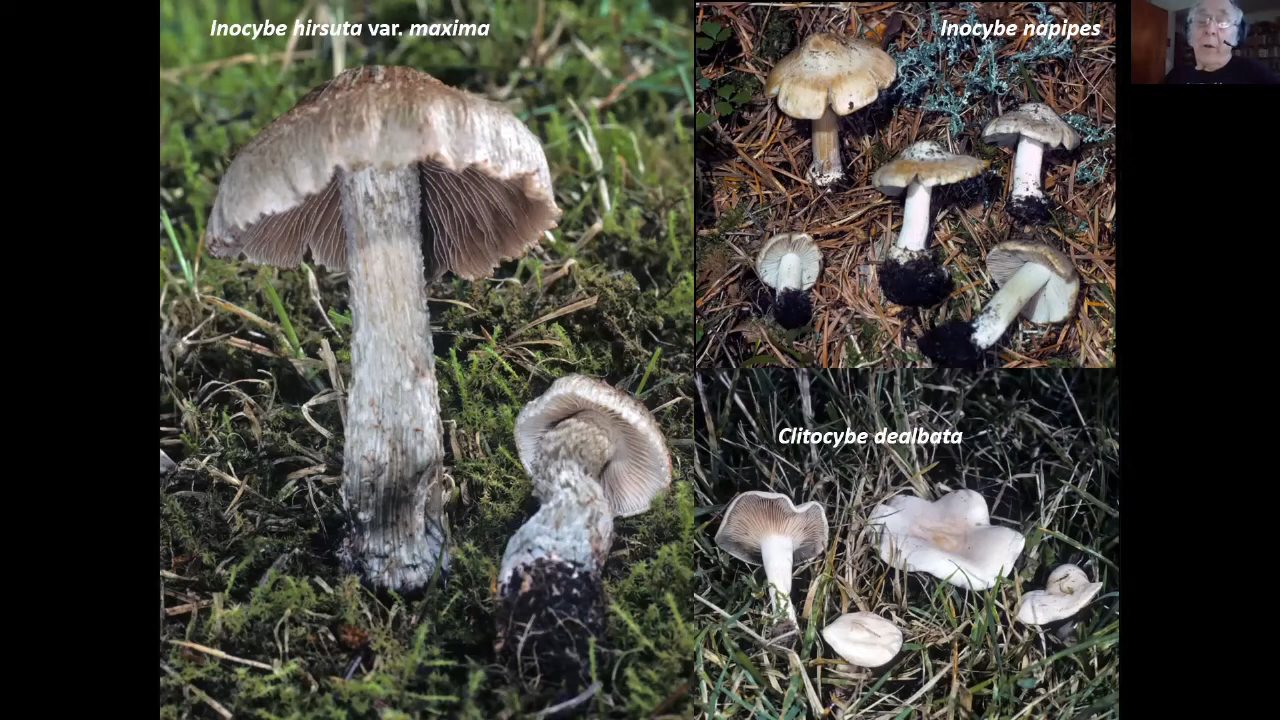 Inocybe hirsuta var. maxima
Inocybe napipes
Clitocybe dealbata